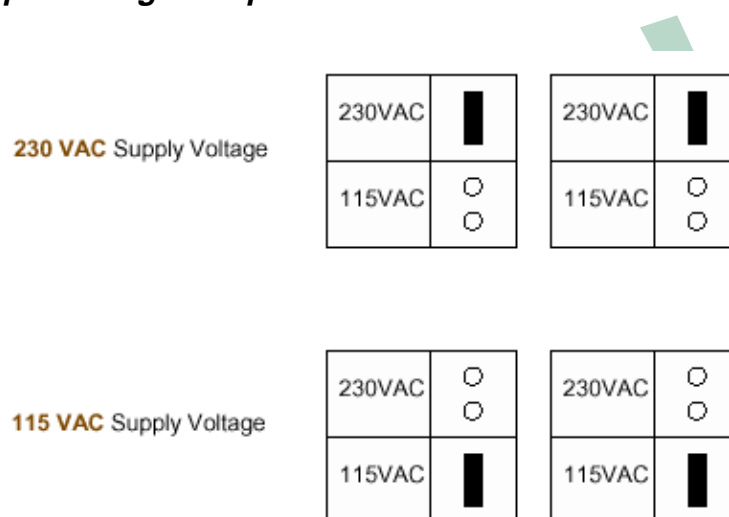 230VAC 230VAC
230 VAC Supply Voltage
115VAC 115VAC
230VAC 230VAC
115 VAC Supply Voltage
115VAC 115VAC